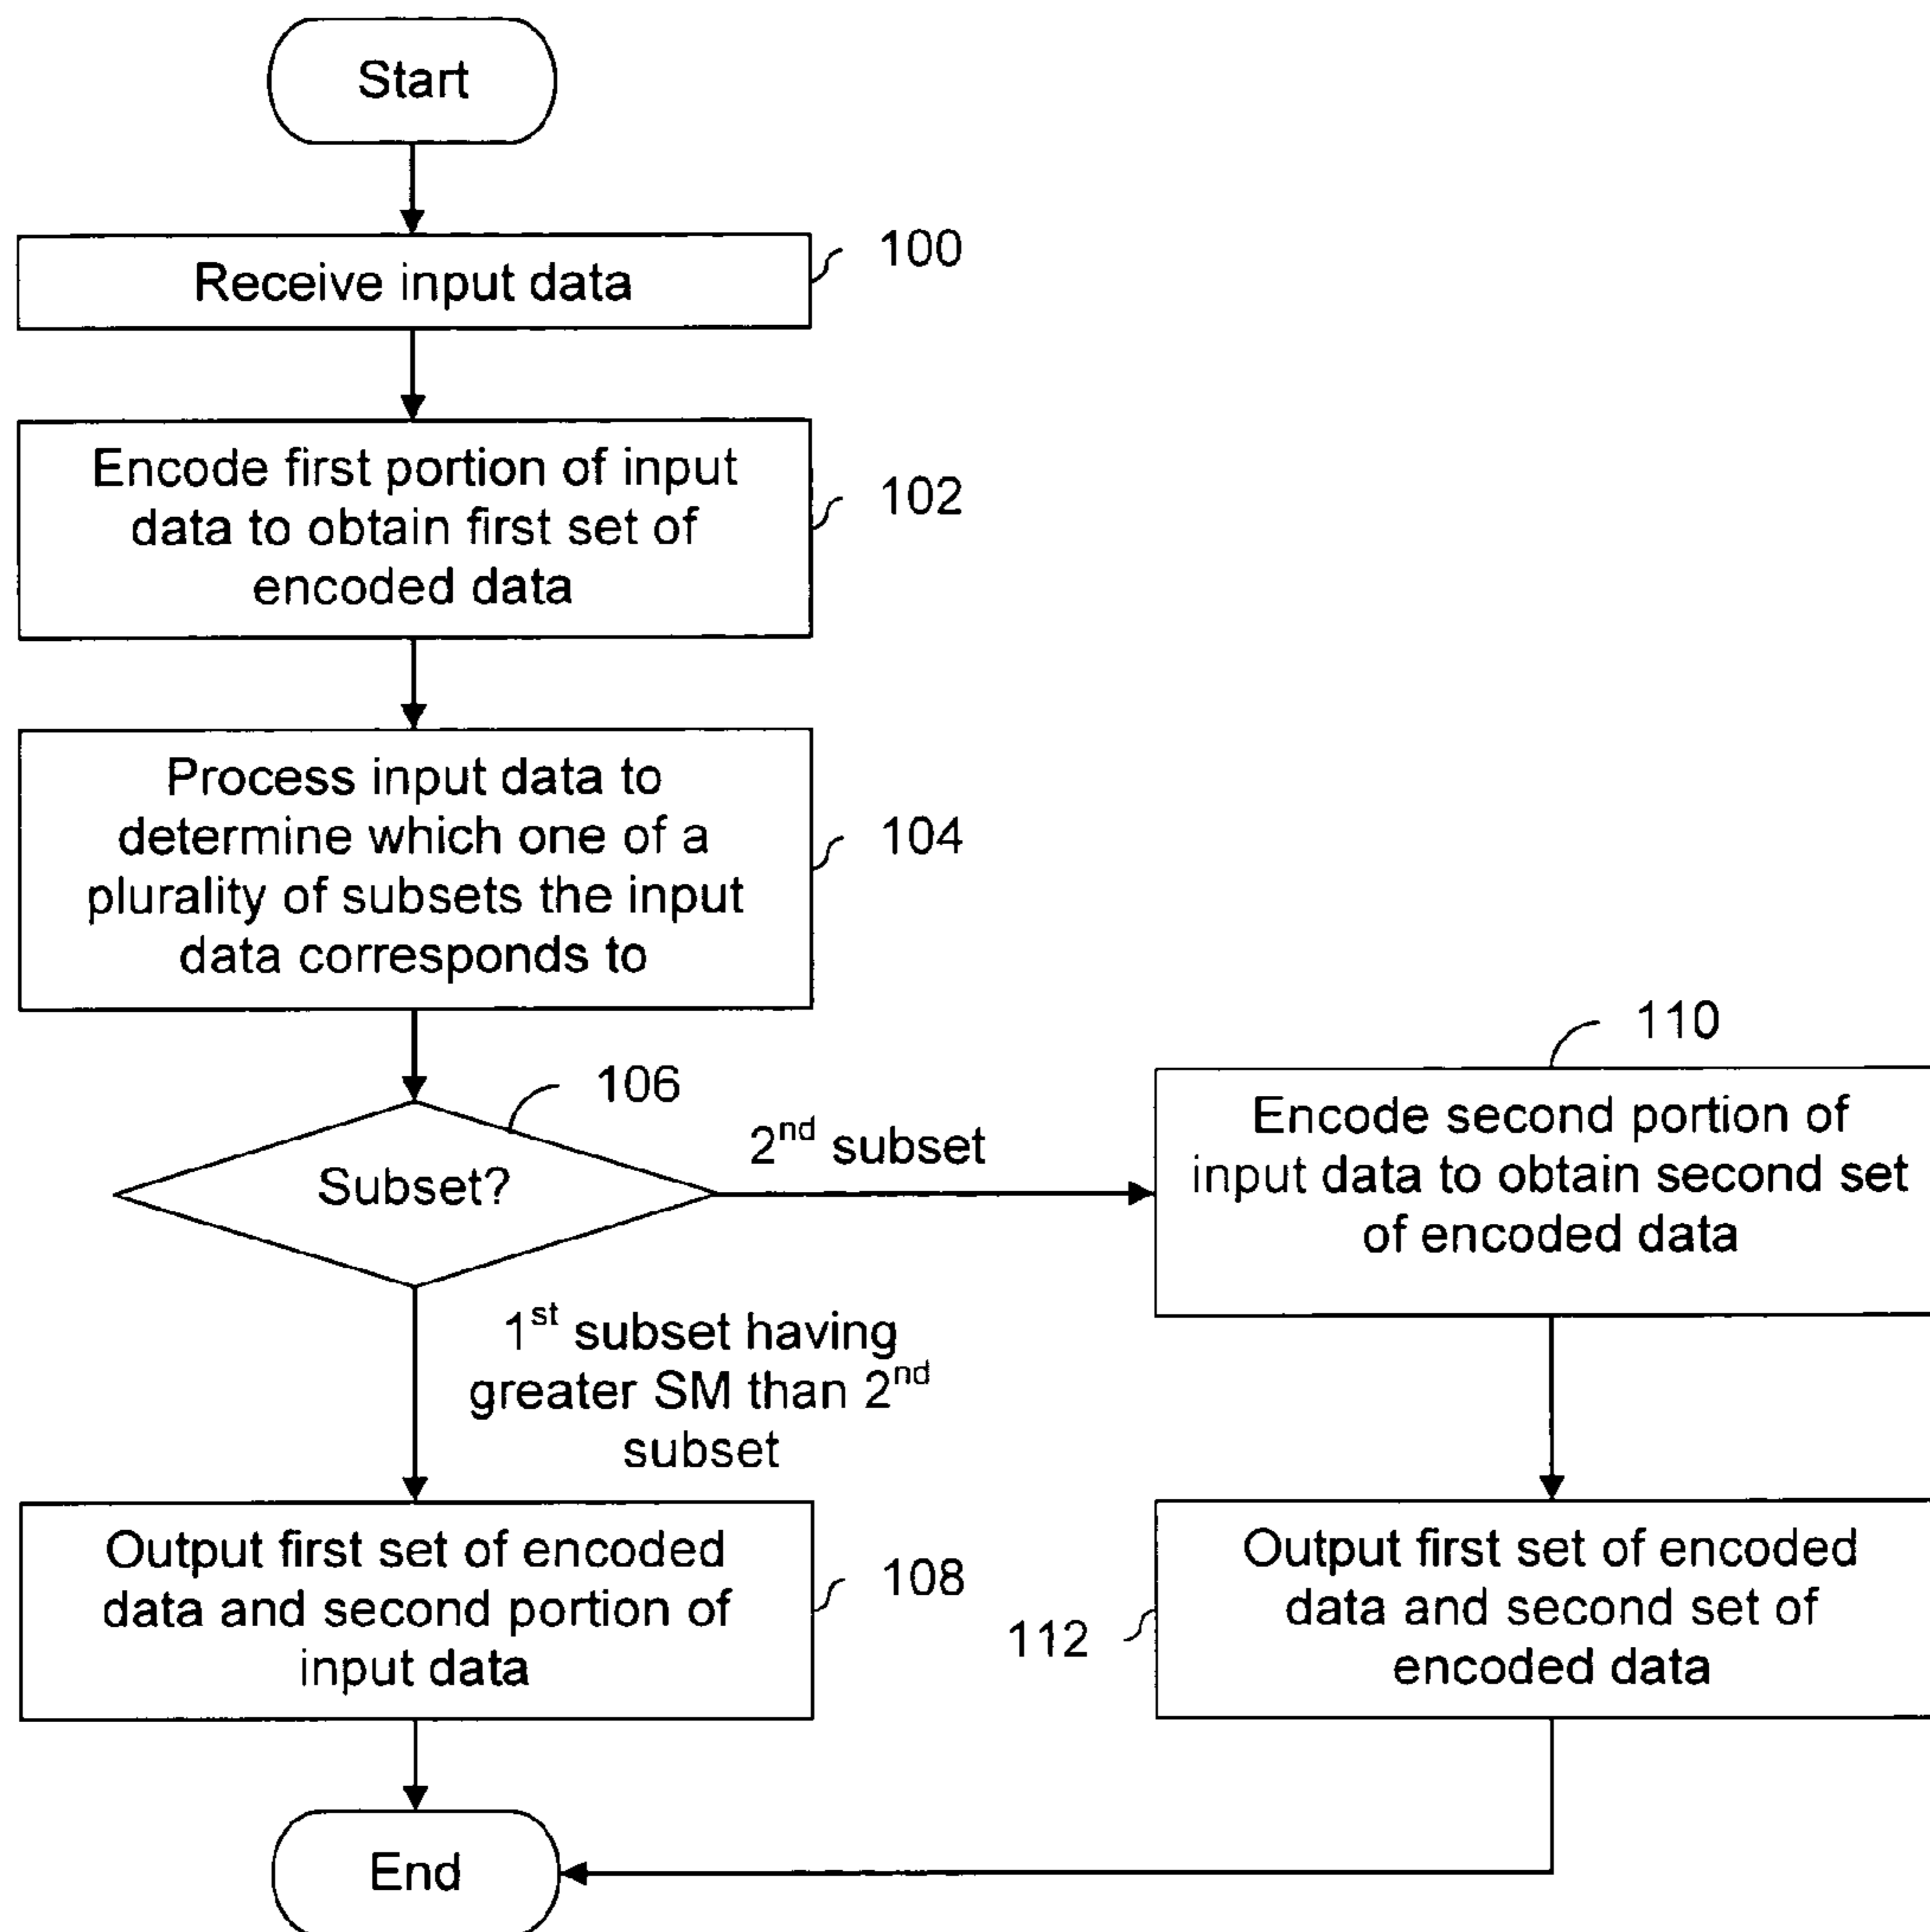 Start
Receive input data
100
Encode first portion of input
data to obtain first set of
encoded data
102
Process input data to
determine which one of a
plurality of subsets the input
data corresponds to
104
Subset?
106
2nd subset
1st subset having
greater SM than 2nd
subset
110
Encode second portion of
input data to obtain second set
of encoded data
Output first set of encoded
data and second portion of
input data
108
112
Output first set of encoded
data and second set of
encoded data
End